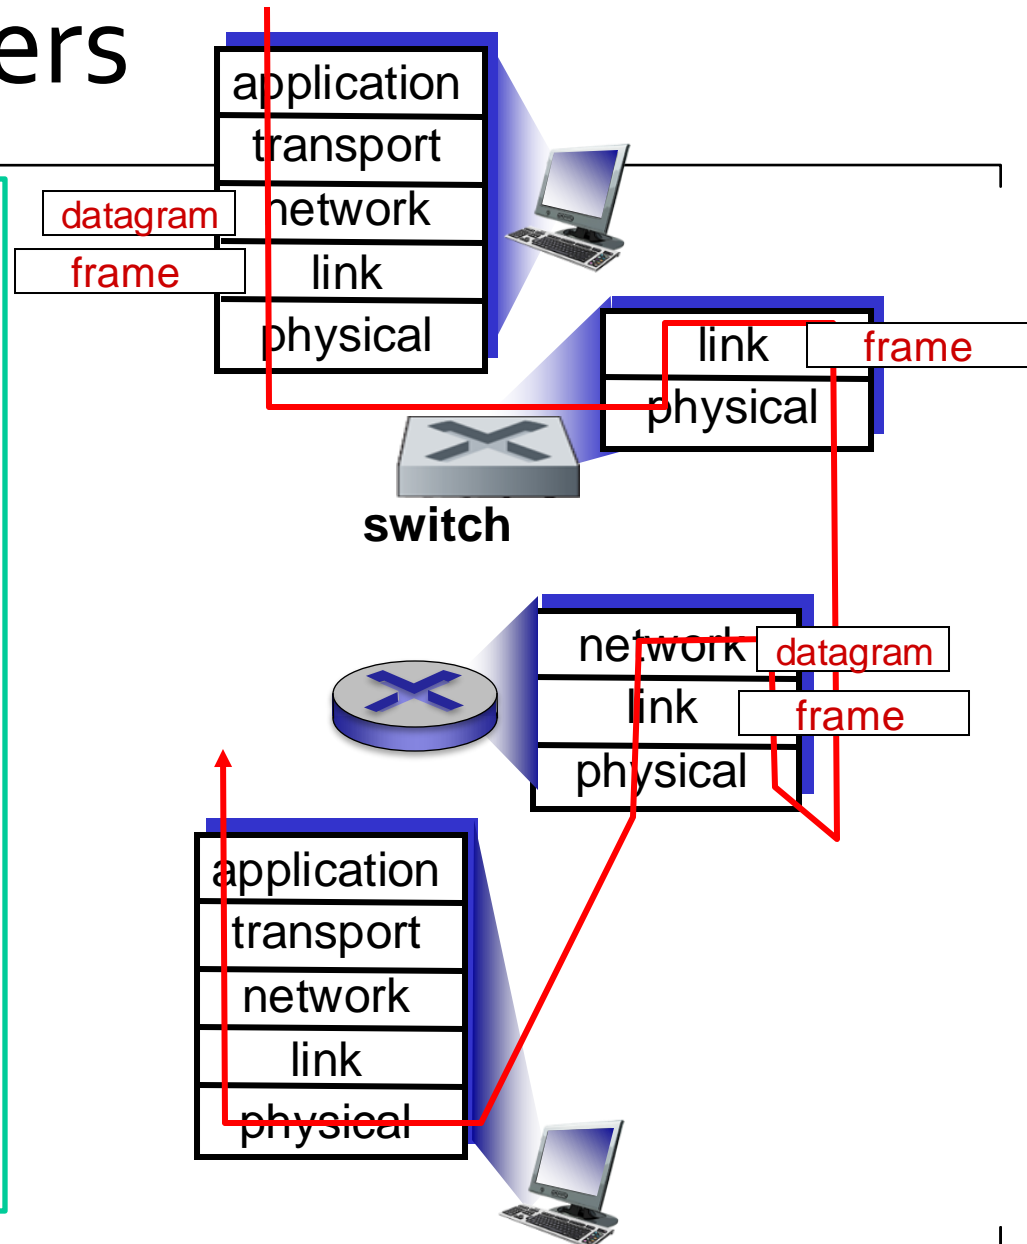 ers
application
transport
datagram
network
frame
link
physical
link
frame
physical
switch
network
datagram
link
frame
physical
application
transport
network
link
physical